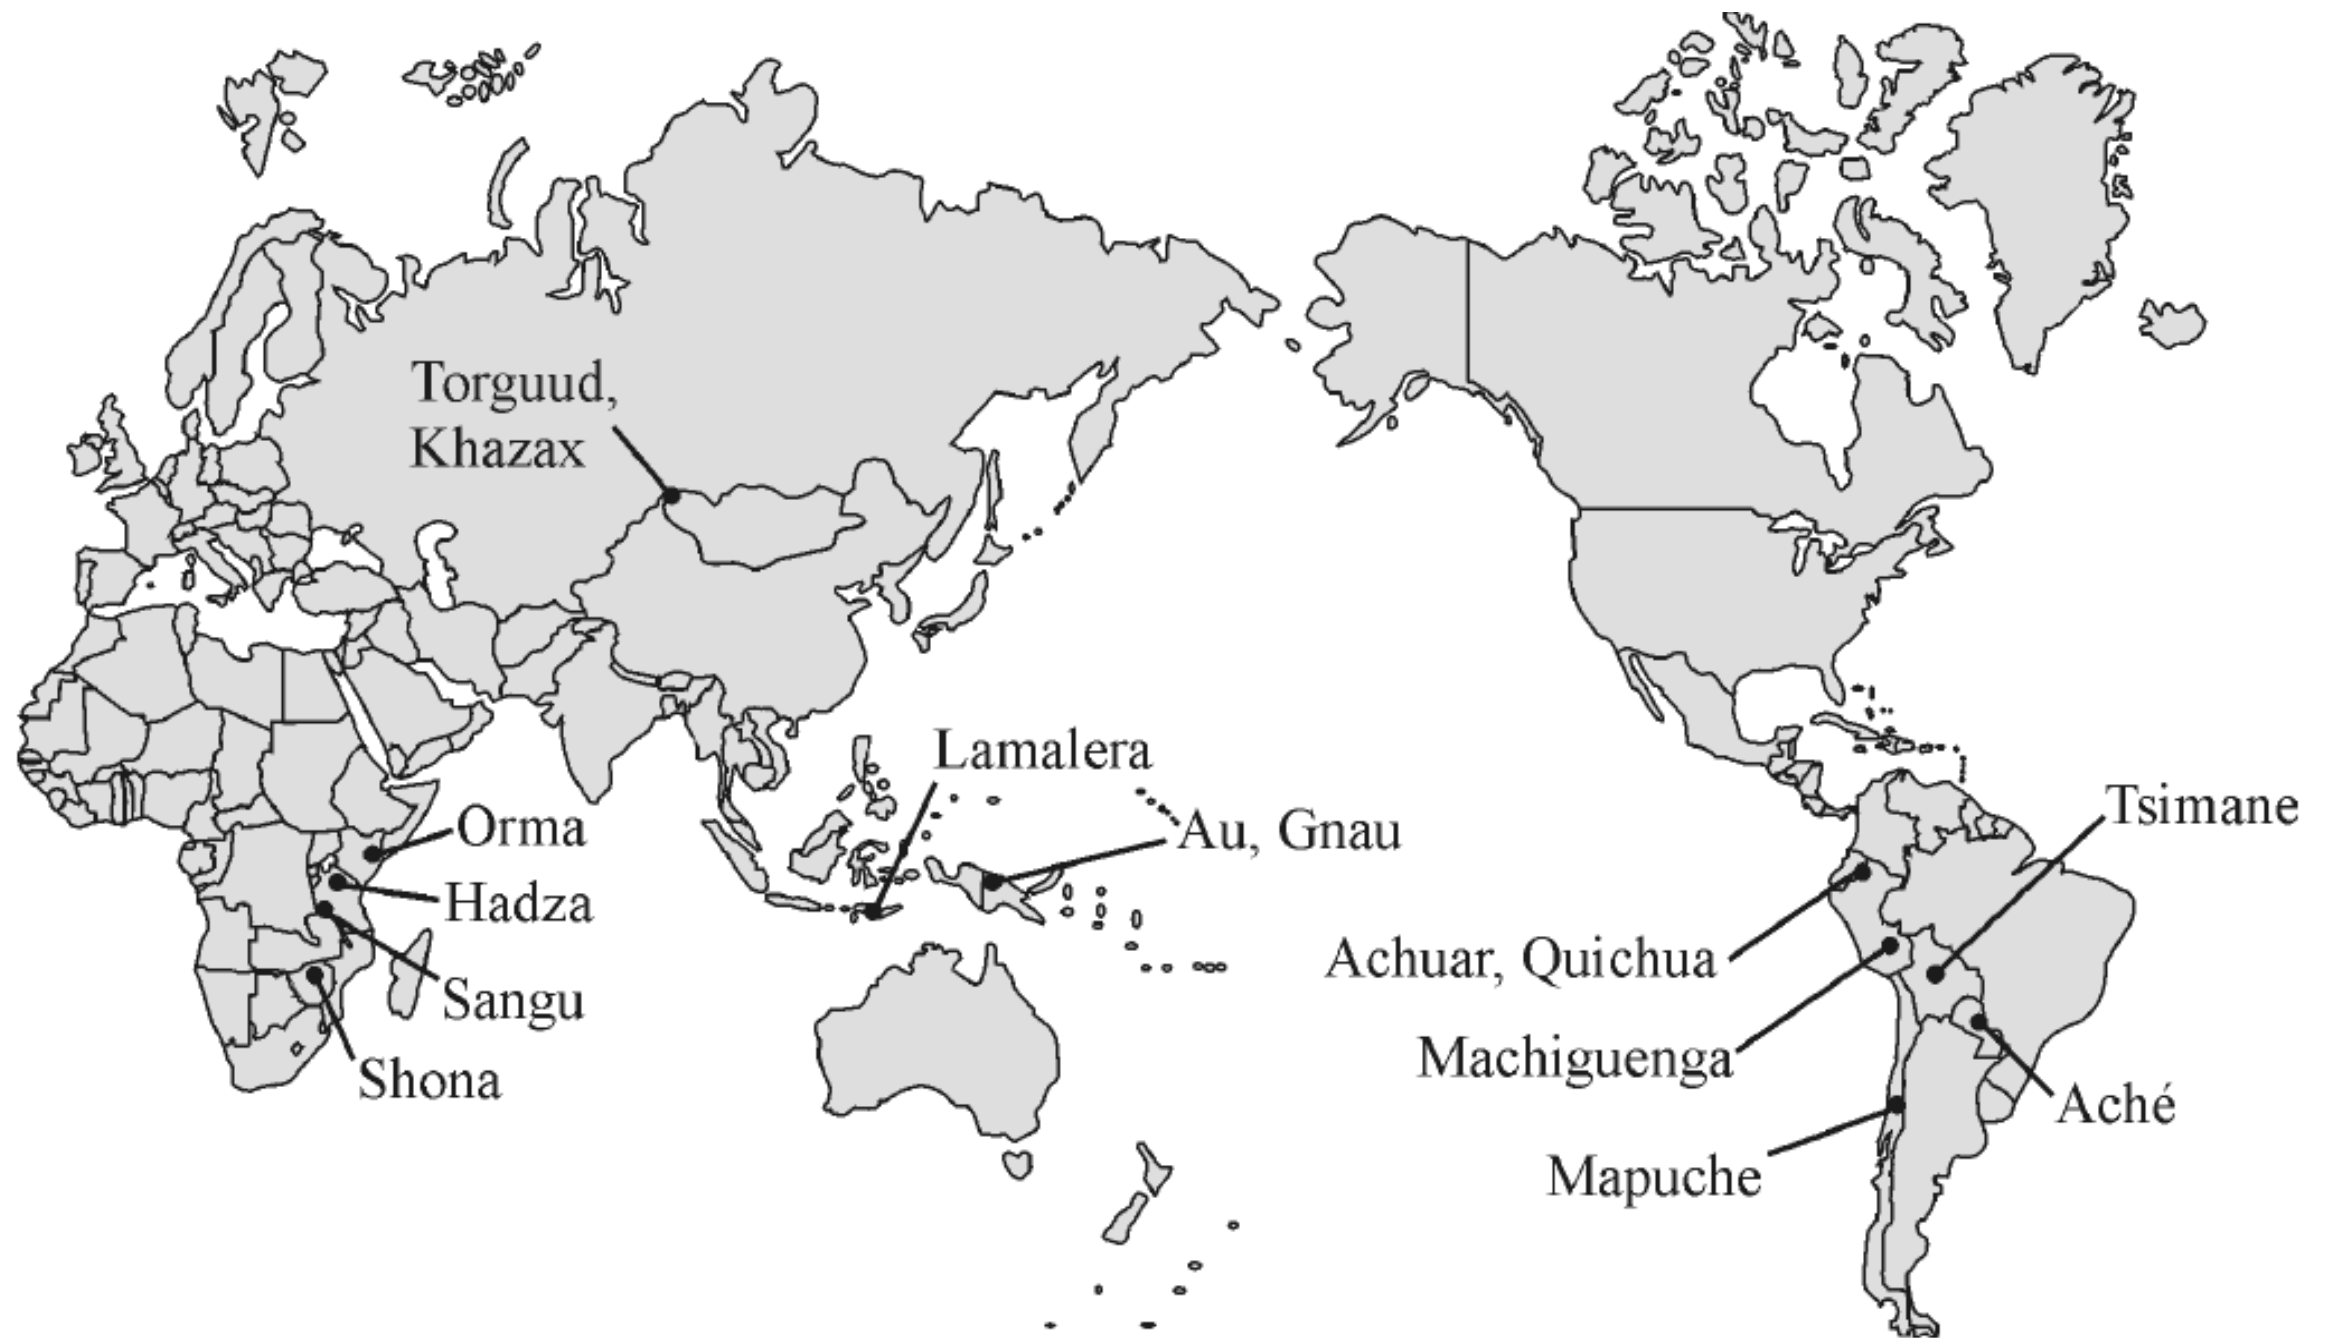 Torguud,
Khazax
Lamalera
Au, Gnau
Orma
Hadza
Sangu
Shona
Tsimane
Achuar, Quichua
Machiguenga
Aché
Mapuche